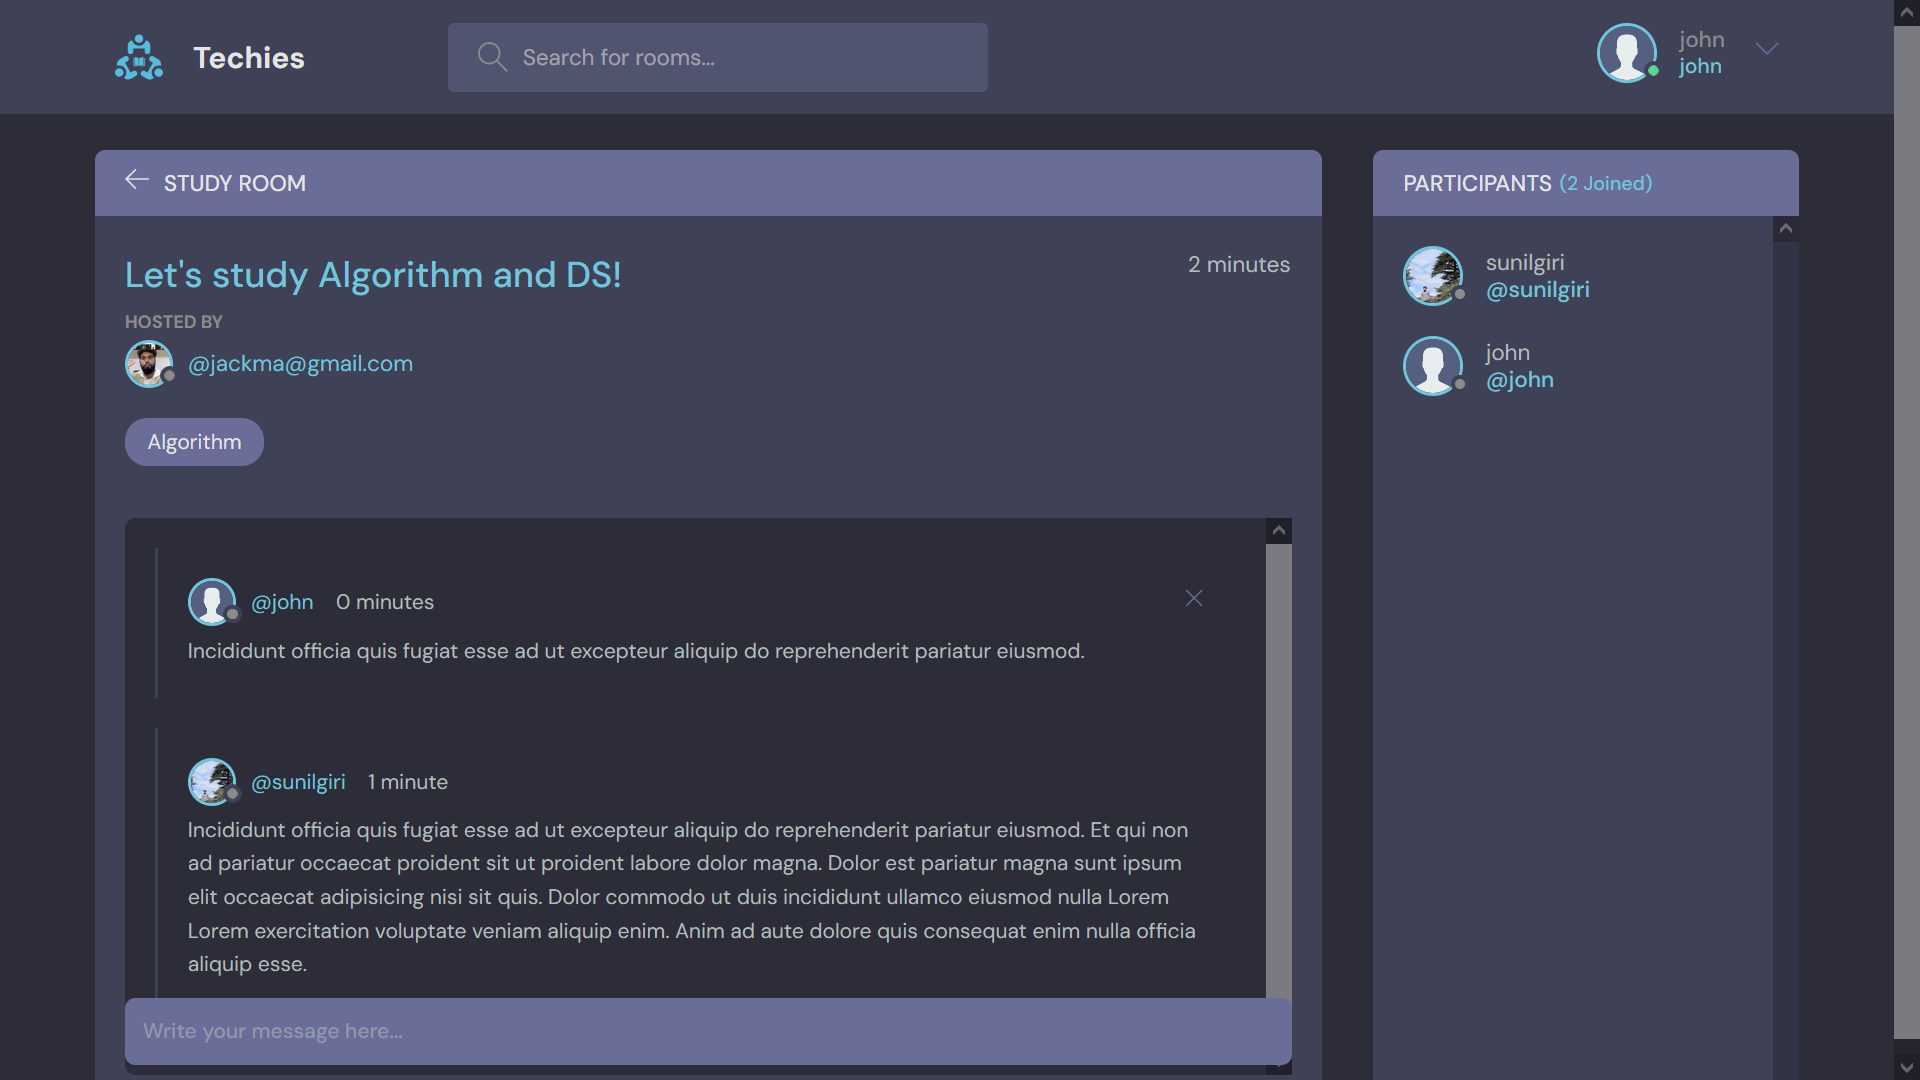 Techies
Search for rooms...
john
john
STUDY ROOM
Let's study Algorithm and DS!
2 minutes
HOSTED BY
@jackma@gmail.com
Algorithm
@john 0 minutes
Incididunt officia quis fugiat esse ad ut excepteur aliquip do reprehenderit pariatur eiusmod.
@sunilgiri 1 minute
Incididunt officia quis fugiat esse ad ut excepteur aliquip do reprehenderit pariatur eiusmod. Et qui non
ad pariatur occaecat proident sit ut proident labore dolor magna. Dolor est pariatur magna sunt ipsum
elit occaecat adipisicing nisi sit quis. Dolor commodo ut duis incididunt ullamco eiusmod nulla Lorem
Lorem exercitation voluptate veniam aliquip enim. Anim ad aute dolore quis consequat enim nulla officia
aliquip esse.
Write your message here...
PARTICIPANTS (2 Joined)
sunilgiri
@sunilgiri
john
@john